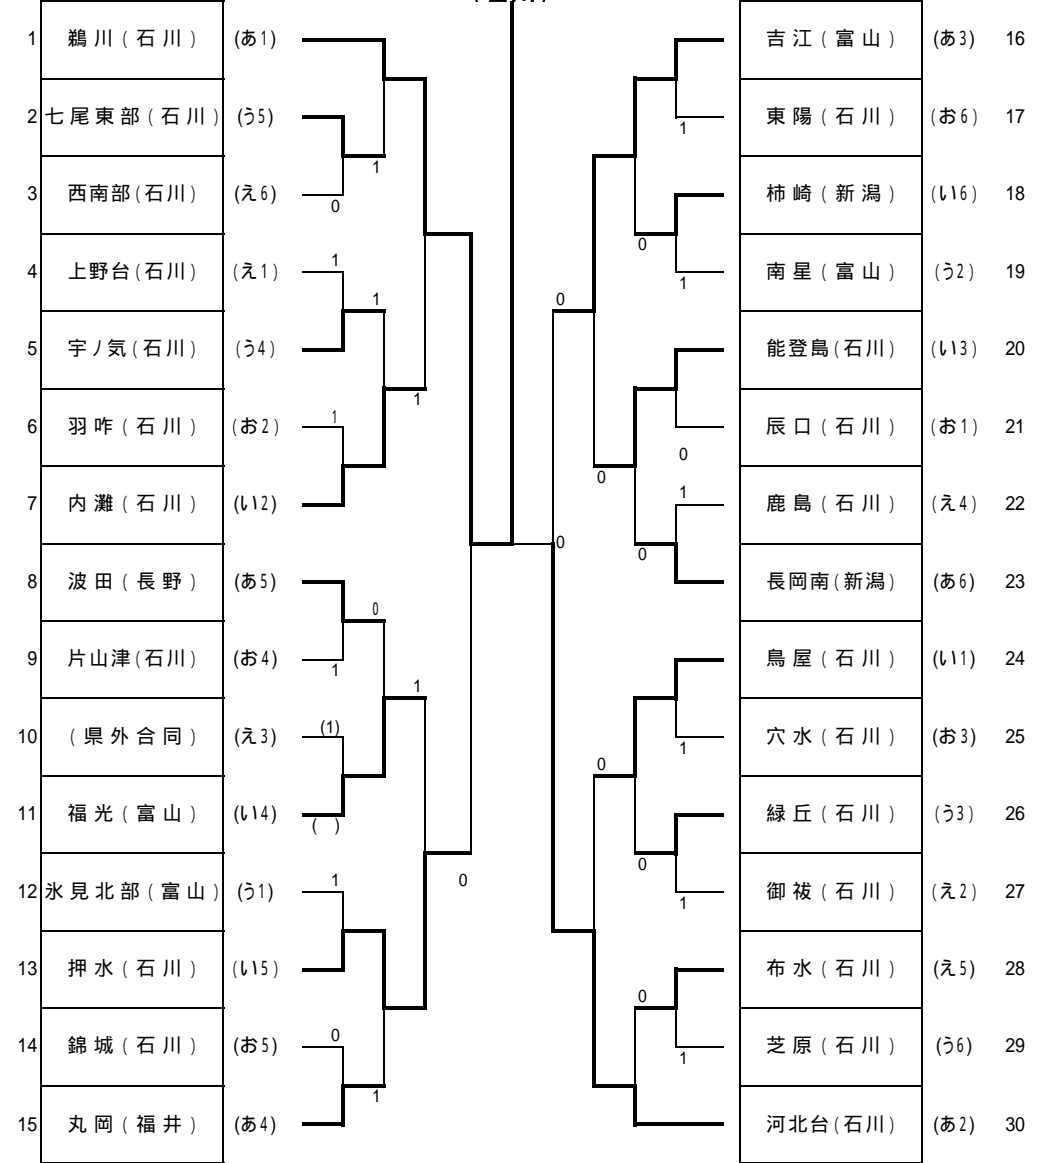 1 鵜川（石川） (あ1)
2 七尾東部（石川） (う5)
1
3 西南部(石川) (え6)
0
1
4 上野台(石川) (え1)
1
5 宇ノ気(石川) (う4)
1
1
6 羽咋（石川） (お2)
7 内灘（石川） (い2)
8 波田（長野） (あ5)
0
9 片山津(石川) (お4)
1
1
(1)
10 （県外合同） (え3)
11 福光（富山） (い4)
( )
1
0
12 氷見北部（富山） (う1)
13 押水（石川） (い5)
0
14 錦城（石川） (お5)
1
15 丸岡（福井） (あ4)
吉江（富山） (あ3) 16
東陽（石川） (お6) 17
1
柿崎（新潟） (い6) 18
0
南星（富山） (う2) 19
1
0
能登島(石川) (い3) 20
辰口（石川） (お1) 21
0
0
1
鹿島（石川） (え4) 22
0
0
長岡南(新潟) (あ6) 23
鳥屋（石川） (い1) 24
穴水（石川） (お3) 25
1
0
緑丘（石川） (う3) 26
0
御祓（石川） (え2) 27
1
布水（石川） (え5) 28
0
芝原（石川） (う6) 29
1
河北台(石川) (あ2) 30